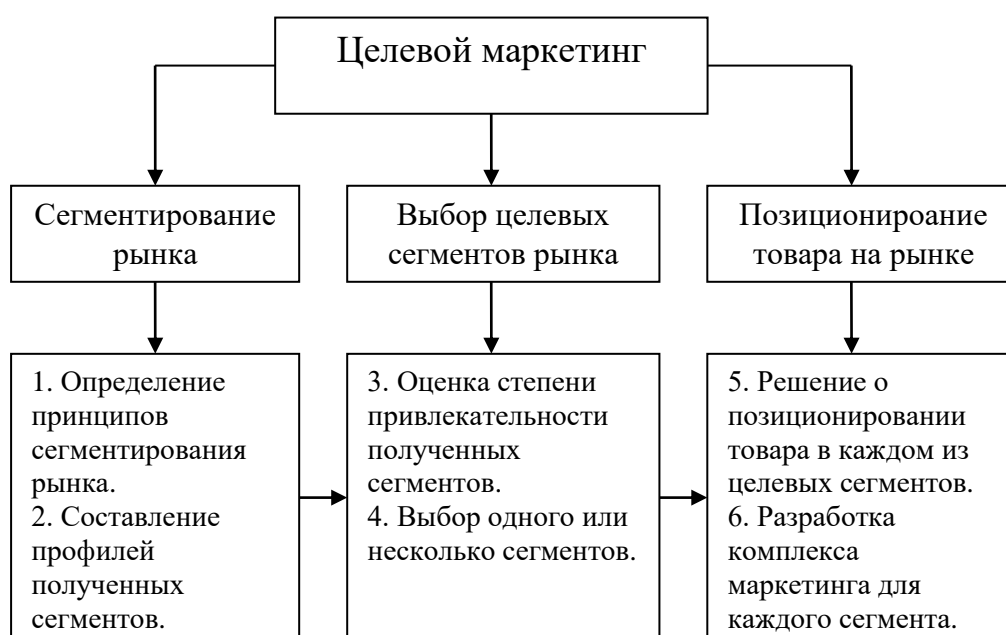 Целевой маркетинг
Сегментирование
рынка
Выбор целевых
сегментов рынка
Позиционироание
товара на рынке
1. Определение
принципов
сегментирования
рынка.
2. Составление
профилей
полученных
сегментов.
3. Оценка степени
привлекательности
полученных
сегментов.
4. Выбор одного или
несколько сегментов.
5. Решение о
позиционировании
товара в каждом из
целевых сегментов.
6. Разработка
комплекса
маркетинга для
каждого сегмента.